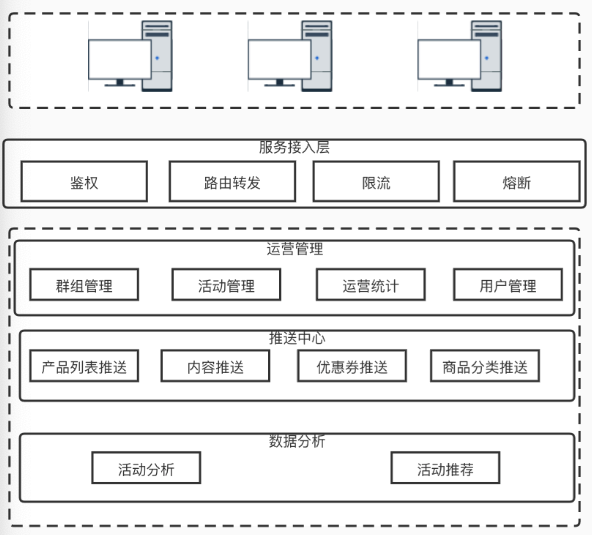 服务接入层
鉴权 路由转发 限流 熔断
运营管理
群组管理 活动管理 运营统计 用户管理
推送中心
产品列表推送 内容推送 优惠券推送 商品分类推送
数据分析
活动分析 活动推荐